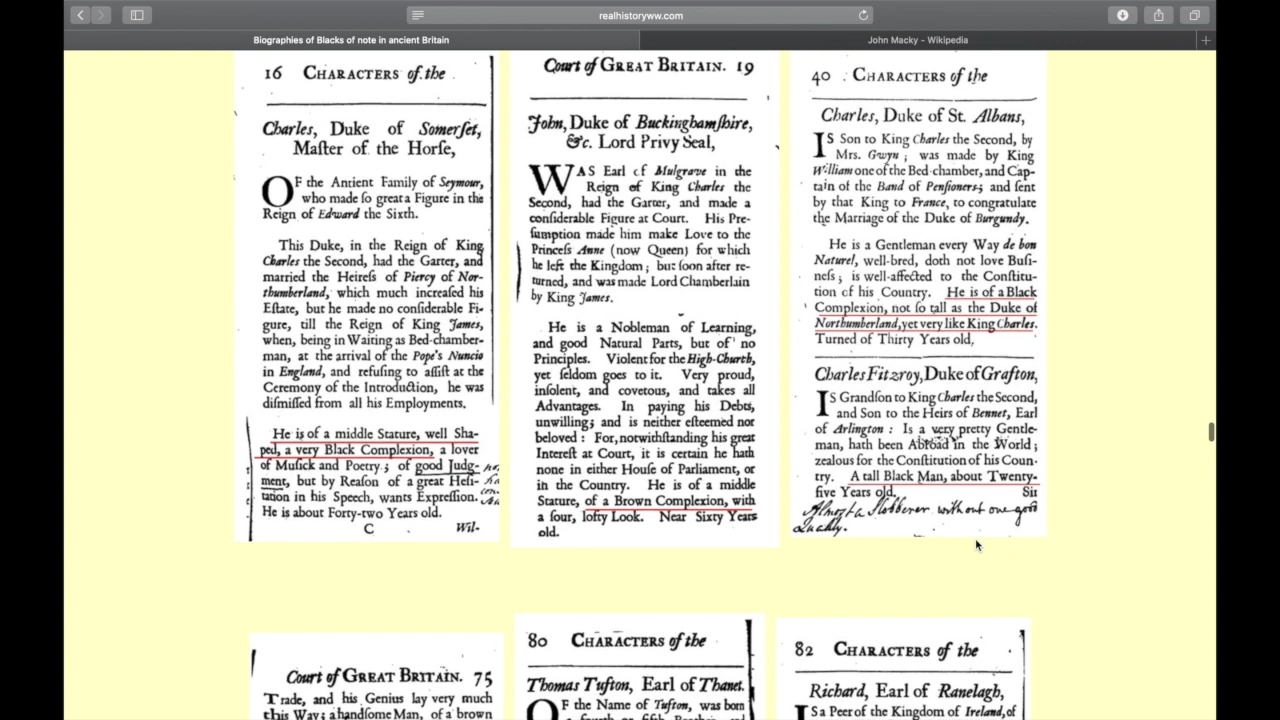 realhistoryww.com
Biographies of Blacks of note in ancient Britain
John Macky - Wikipedia
16 CHARACTERS of the
Charles, Duke of Somerſet,
Maſter of the Horſe,
OF the Ancient Family of Seymour,
who made ſo great a Figure in the
Reign of Edward the Sixth.
This Duke, in the Reign of King
Charles the Second, had the Garter, and
married the Heireſs of Piercy of Nor-
thumberland, which much increaſed his
Eſtate, but he made no conſiderable Fi-
gure, till the Reign of King James,
when, being in Waiting as Bed-chamber-
man, at the arrival of the Pope's Nuncio
in England, and refuſing to aſſiſt at the
Ceremony of the Introduction, he was
diſmiſſed from all his Employments.
He is of a middle Stature, well Sha-
ped, a very Black Complexion, a lover
of Muſick and Poetry; of good Judg-
ment, but by Reaſon of a great Heſi-
tation in his Speech, wants Expreſſion.
He is about Forty-two Years old.
C Wil-
Court of GREAT BRITAIN. 19
John, Duke of Buckinghamſhire,
&c. Lord Privy Seal,
WAS Earl of Mulgrave in the
Reign of King Charles the
Second, had the Garter, and made a
conſiderable Figure at Court. His Pre-
ſumption made him make Love to the
Princeſs Anne (now Queen) for which
he left the Kingdom; but ſoon after re-
turned, and was made Lord Chamberlain
by King James.
He is a Nobleman of Learning,
and good Natural Parts, but of no
Principles. Violent for the High-Church,
yet ſeldom goes to it. Very proud,
inſolent, and covetous, and takes all
Advantages. In paying his Debts,
unwilling; and is neither eſteemed nor
beloved: For, notwithſtanding his great
Intereſt at Court, it is certain he hath
none in either Houſe of Parliament, or
in the Country. He is of a middle
Stature, of a Brown Complexion, with
a ſour, lofty Look. Near Sixty Years
old.
40 CHARACTERS of the
Charles, Duke of St. Albans,
IS Son to King Charles the Second, by
Mrs. Gwyn; was made by King
William one of the Bed-chamber, and Cap-
tain of the Band of Penſioners; and ſent
by that King to France, to congratulate
the Marriage of the Duke of Burgundy.
He is a Gentleman every Way de bon
Naturel, well-bred, doth not love Buſi-
neſs; is well-affected to the Conſtitu-
tion of his Country. He is of a Black
Complexion, not ſo tall as the Duke of
Northumberland, yet very like King Charles.
Turned of Thirty Years old.
Charles Fitzroy, Duke of Grafton,
IS Grandſon to King Charles the Second,
and Son to the Heirs of Bennet, Earl
of Arlington: Is a very pretty Gentle-
man, hath been Abroad in the World;
zealous for the Conſtitution of his Coun-
try. A tall Black Man, about Twenty-
five Years old. Sir
Almost a slobberer without one good
Quality.
Court of GREAT BRITAIN. 75
Trade, and his Genius lay very much
this Way; a handſome Man, of a brown
80 CHARACTERS of the
Thomas Tufton, Earl of Thanet.
OF the Name of Tufton, was born
82 CHARACTERS of the
Richard, Earl of Ranelagh,
IS a Peer of the Kingdom of Ireland, of